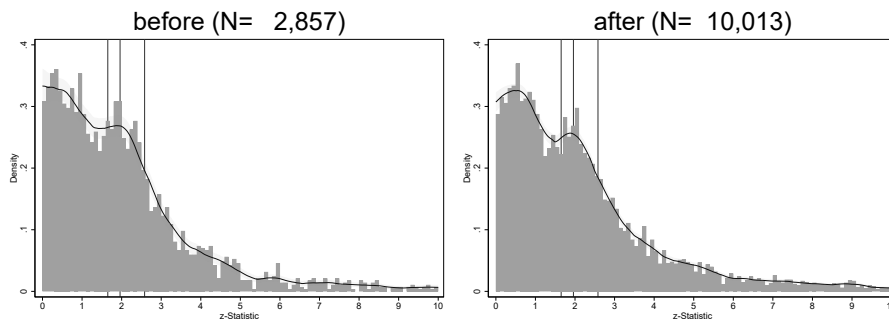 before (N= 2,857)
.4
.3
.2
.1
0
Density
0 1 2 3 4 5 6 7 8 9 10
z-Statistic
after (N= 10,013)
.4
.3
.2
.1
0
Density
0 1 2 3 4 5 6 7 8 9 10
z-Statistic